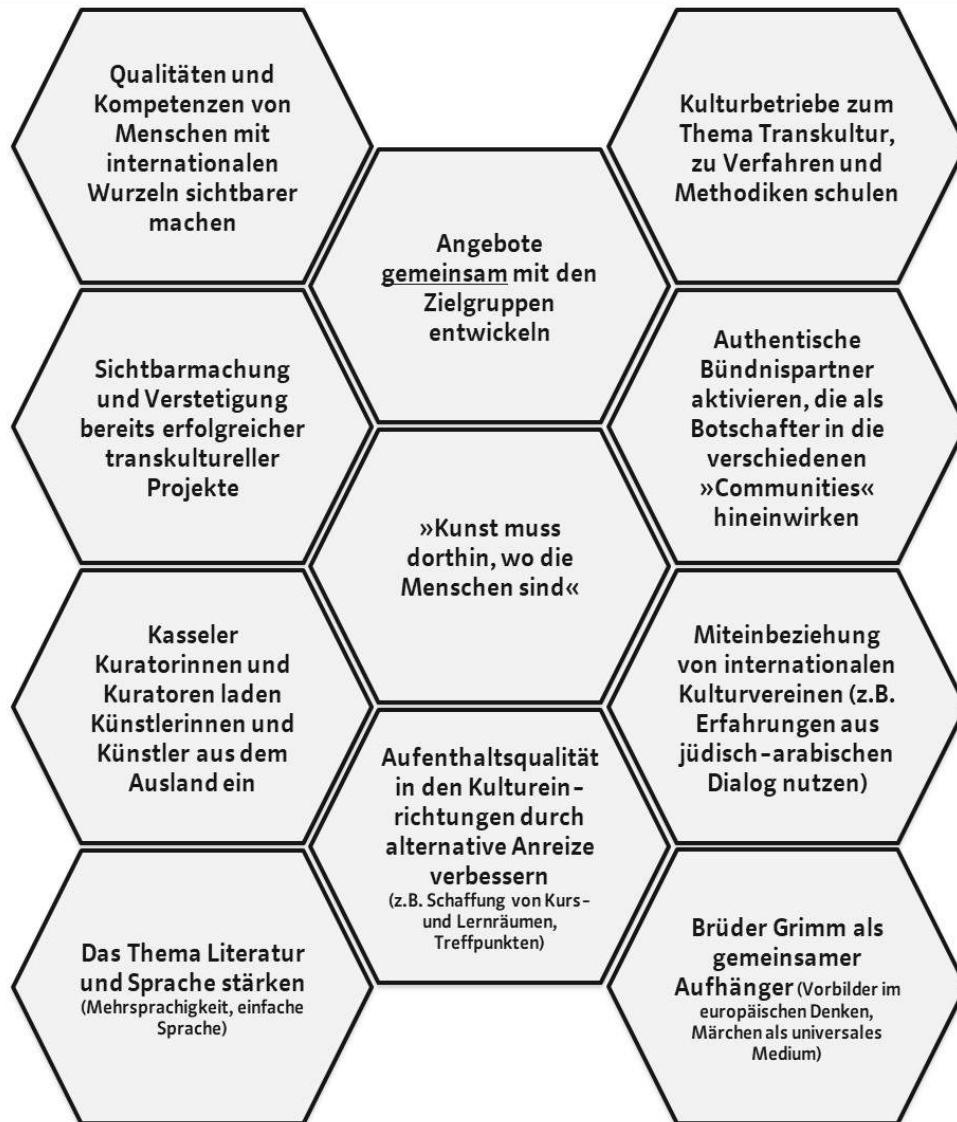 Qualitäten und
Kompetenzen von
Menschen mit
internationalen
Wurzeln sichtbarer
machen
Kulturbetriebe zum
Thema Transkultur,
zu Verfahren und
Methodiken schulen
Angebote
gemeinsam mit den
Zielgruppen
entwickeln
Sichtbarmachung
und Verstetigung
bereits erfolgreicher
transkultureller
Projekte
Authentische
Bündnispartner
aktivieren, die als
Botschafter in die
verschiedenen
»Communities«
hineinwirken
»Kunst muss
dorthin, wo die
Menschen sind«
Kasseler
Kuratorinnen und
Kuratoren laden
Künstlerinnen und
Künstler aus dem
Ausland ein
Miteinbeziehung
von internationalen
Kulturvereinen (z.B.
Erfahrungen aus
jüdisch-arabischen
Dialog nutzen)
Aufenthaltsqualität
in den Kulturein-
richtungen durch
alternative Anreize
verbessern
(z.B. Schaffung von Kurs-
und Lernräumen,
Treffpunkten)
Das Thema Literatur
und Sprache stärken
(Mehrsprachigkeit, einfache
Sprache)
Brüder Grimm als
gemeinsamer
Aufhänger (Vorbilder im
europäischen Denken,
Märchen als universales
Medium)